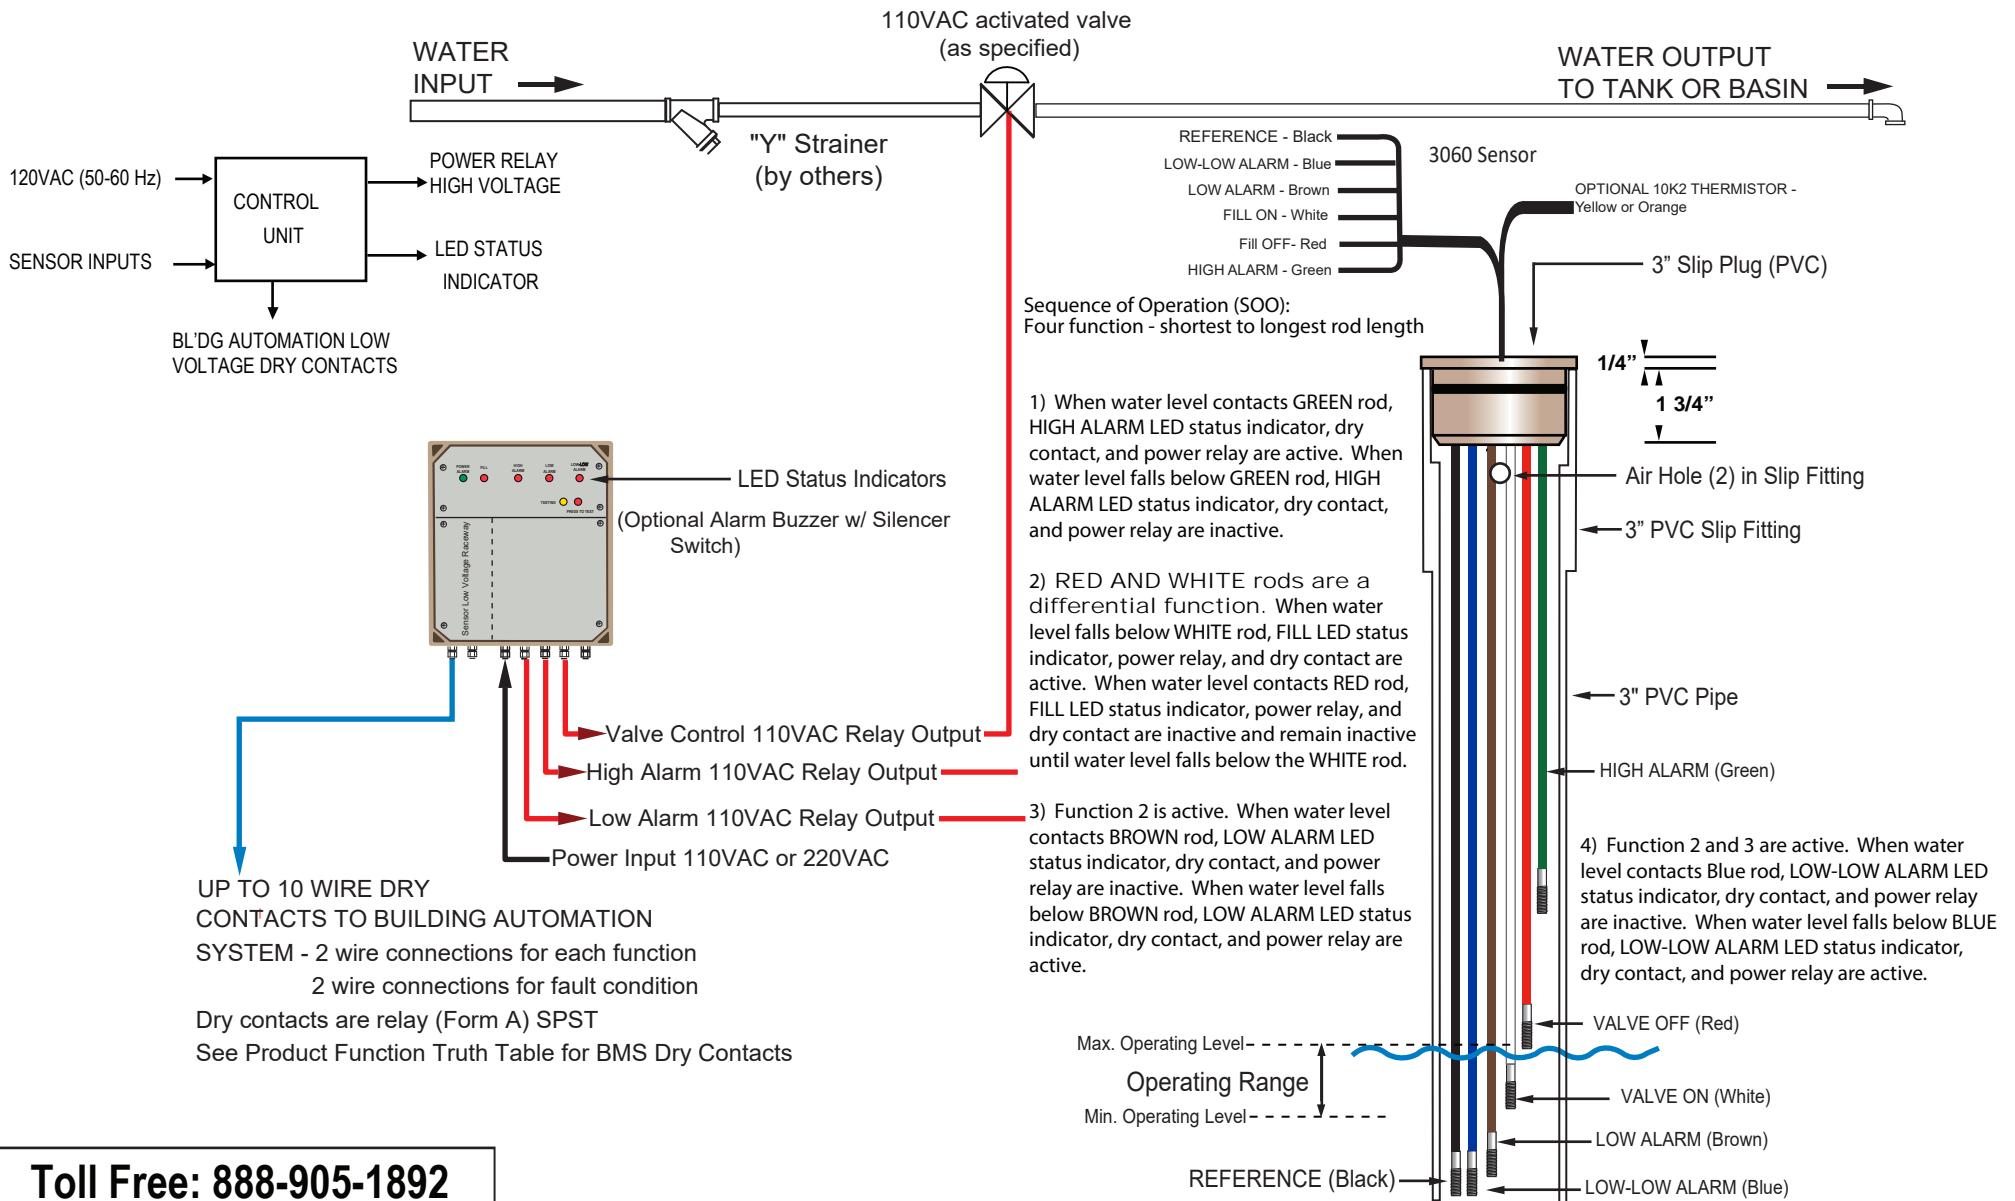 110VAC activated valve
(as specified)
WATER
INPUT
WATER OUTPUT
TO TANK OR BASIN
"Y" Strainer
(by others)
120VAC (50-60 Hz)
SENSOR INPUTS
CONTROL
UNIT
POWER RELAY
HIGH VOLTAGE
LED STATUS
INDICATOR
BL'DG AUTOMATION LOW
VOLTAGE DRY CONTACTS
REFERENCE - Black
LOW-LOW ALARM - Blue
LOW ALARM - Brown
FILL ON - White
Fill OFF- Red
HIGH ALARM - Green
3060 Sensor
OPTIONAL 10K2 THERMISTOR -
Yellow or Orange
3” Slip Plug (PVC)
1/4”
1 3/4”
Air Hole (2) in Slip Fitting
3” PVC Slip Fitting
3" PVC Pipe
HIGH ALARM (Green)
Sequence of Operation (SOO):
Four function - shortest to longest rod length
1) When water level contacts GREEN rod,
HIGH ALARM LED status indicator, dry
contact, and power relay are active. When
water level falls below GREEN rod, HIGH
ALARM LED status indicator, dry contact,
and power relay are inactive.
2) RED AND WHITE rods are a
differential function. When water
level falls below WHITE rod, FILL LED status
indicator, power relay, and dry contact are
active. When water level contacts RED rod,
FILL LED status indicator, power relay, and
dry contact are inactive and remain inactive
until water level falls below the WHITE rod.
3) Function 2 is active. When water level
contacts BROWN rod, LOW ALARM LED
status indicator, dry contact, and power
relay are inactive. When water level falls
below BROWN rod, LOW ALARM LED status
indicator, dry contact, and power relay are
active.
4) Function 2 and 3 are active. When water
level contacts Blue rod, LOW-LOW ALARM LED
status indicator, dry contact, and power relay
are inactive. When water level falls below BLUE
rod, LOW-LOW ALARM LED status indicator,
dry contact, and power relay are active.
POWER
ALARM
FILL
HIGH
ALARM
LOW
ALARM
LOW-LOW
ALARM
TESTING
PRESS TO TEST
Sensor Low Voltage Raceway
LED Status Indicators
(Optional Alarm Buzzer w/ Silencer
Switch)
Valve Control 110VAC Relay Output
High Alarm 110VAC Relay Output
Low Alarm 110VAC Relay Output
Power Input 110VAC or 220VAC
UP TO 10 WIRE DRY
CONTACTS TO BUILDING AUTOMATION
SYSTEM - 2 wire connections for each function
2 wire connections for fault condition
Dry contacts are relay (Form A) SPST
See Product Function Truth Table for BMS Dry Contacts
VALVE OFF (Red)
Max. Operating Level
Operating Range
Min. Operating Level
VALVE ON (White)
LOW ALARM (Brown)
REFERENCE (Black)
LOW-LOW ALARM (Blue)
Toll Free: 888-905-1892